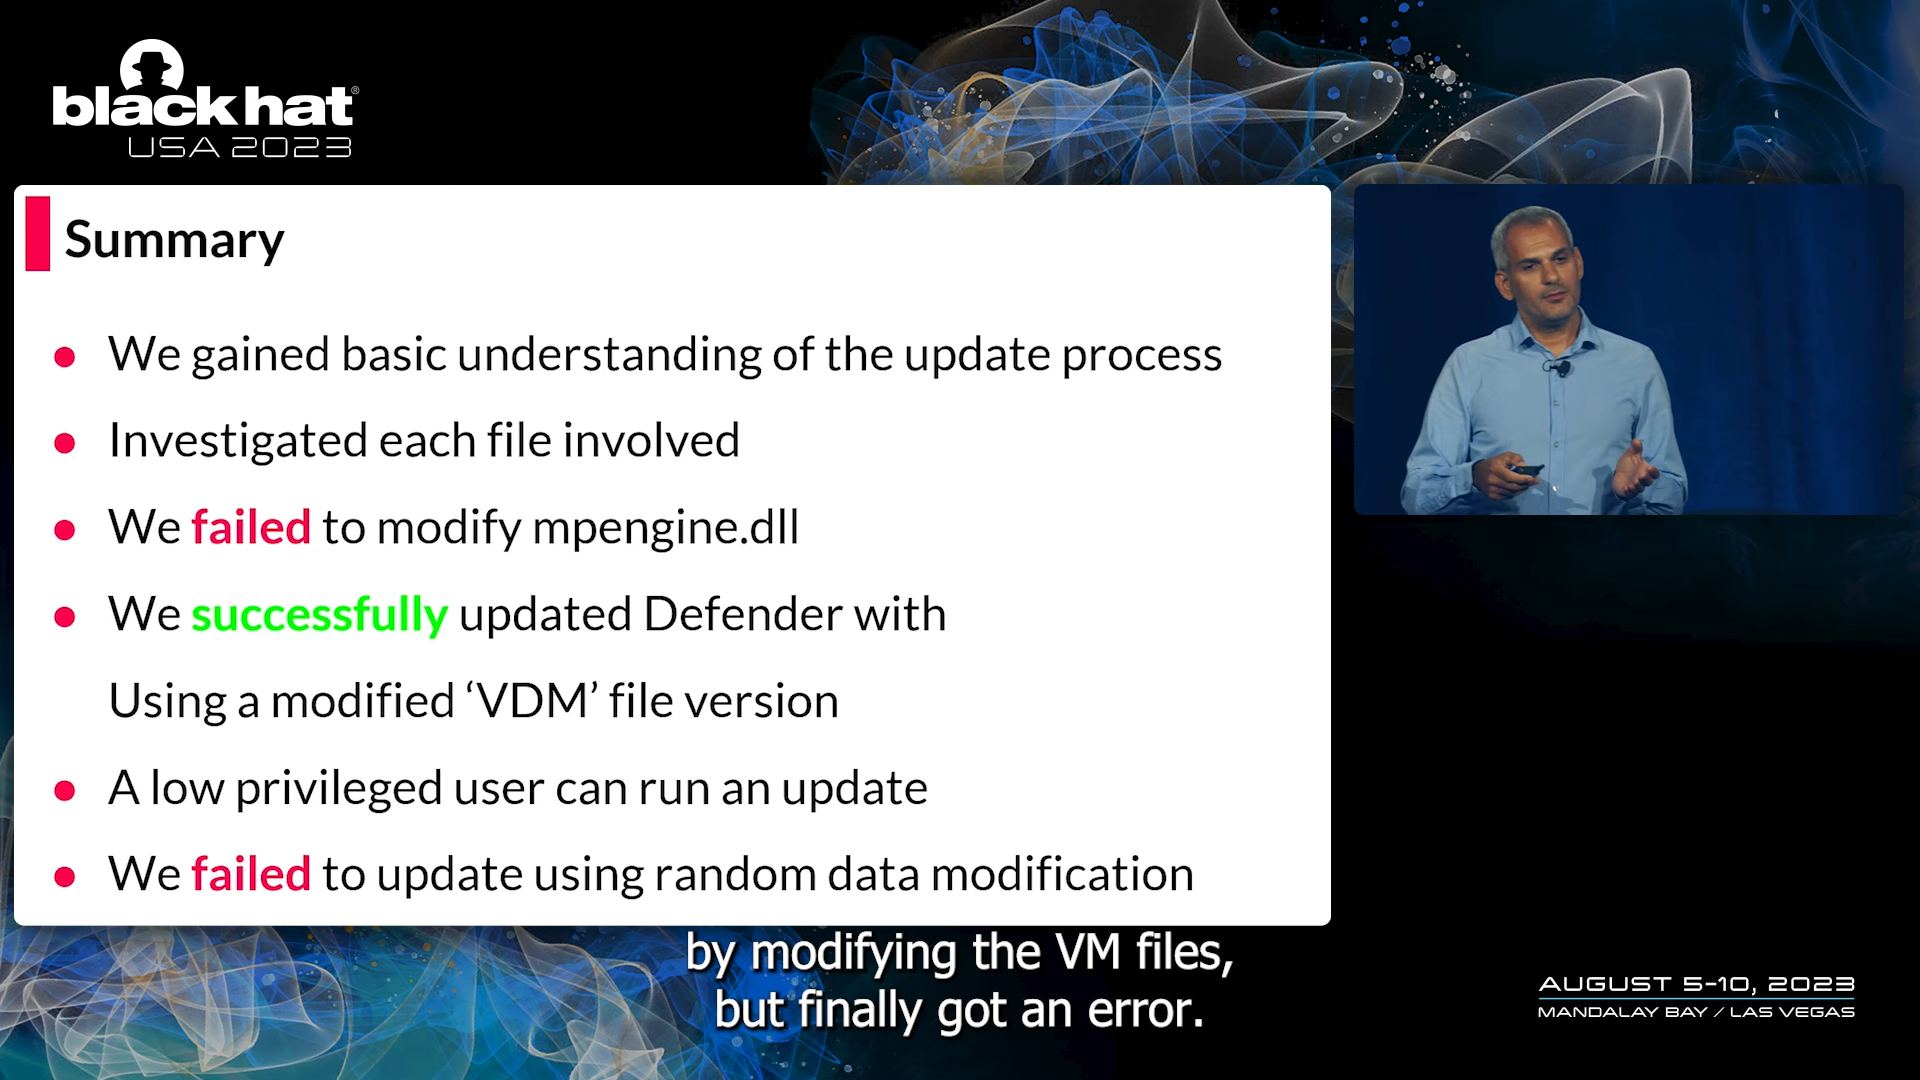 blackhat®
USA 2023
Summary
● We gained basic understanding of the update process
● Investigated each file involved
● We failed to modify mpengine.dll
● We successfully updated Defender with
Using a modified ‘VDM’ file version
● A low privileged user can run an update
● We failed to update using random data modification
by modifying the VM files,
but finally got an error.
AUGUST 5-10, 2023
MANDALAY BAY / LAS VEGAS